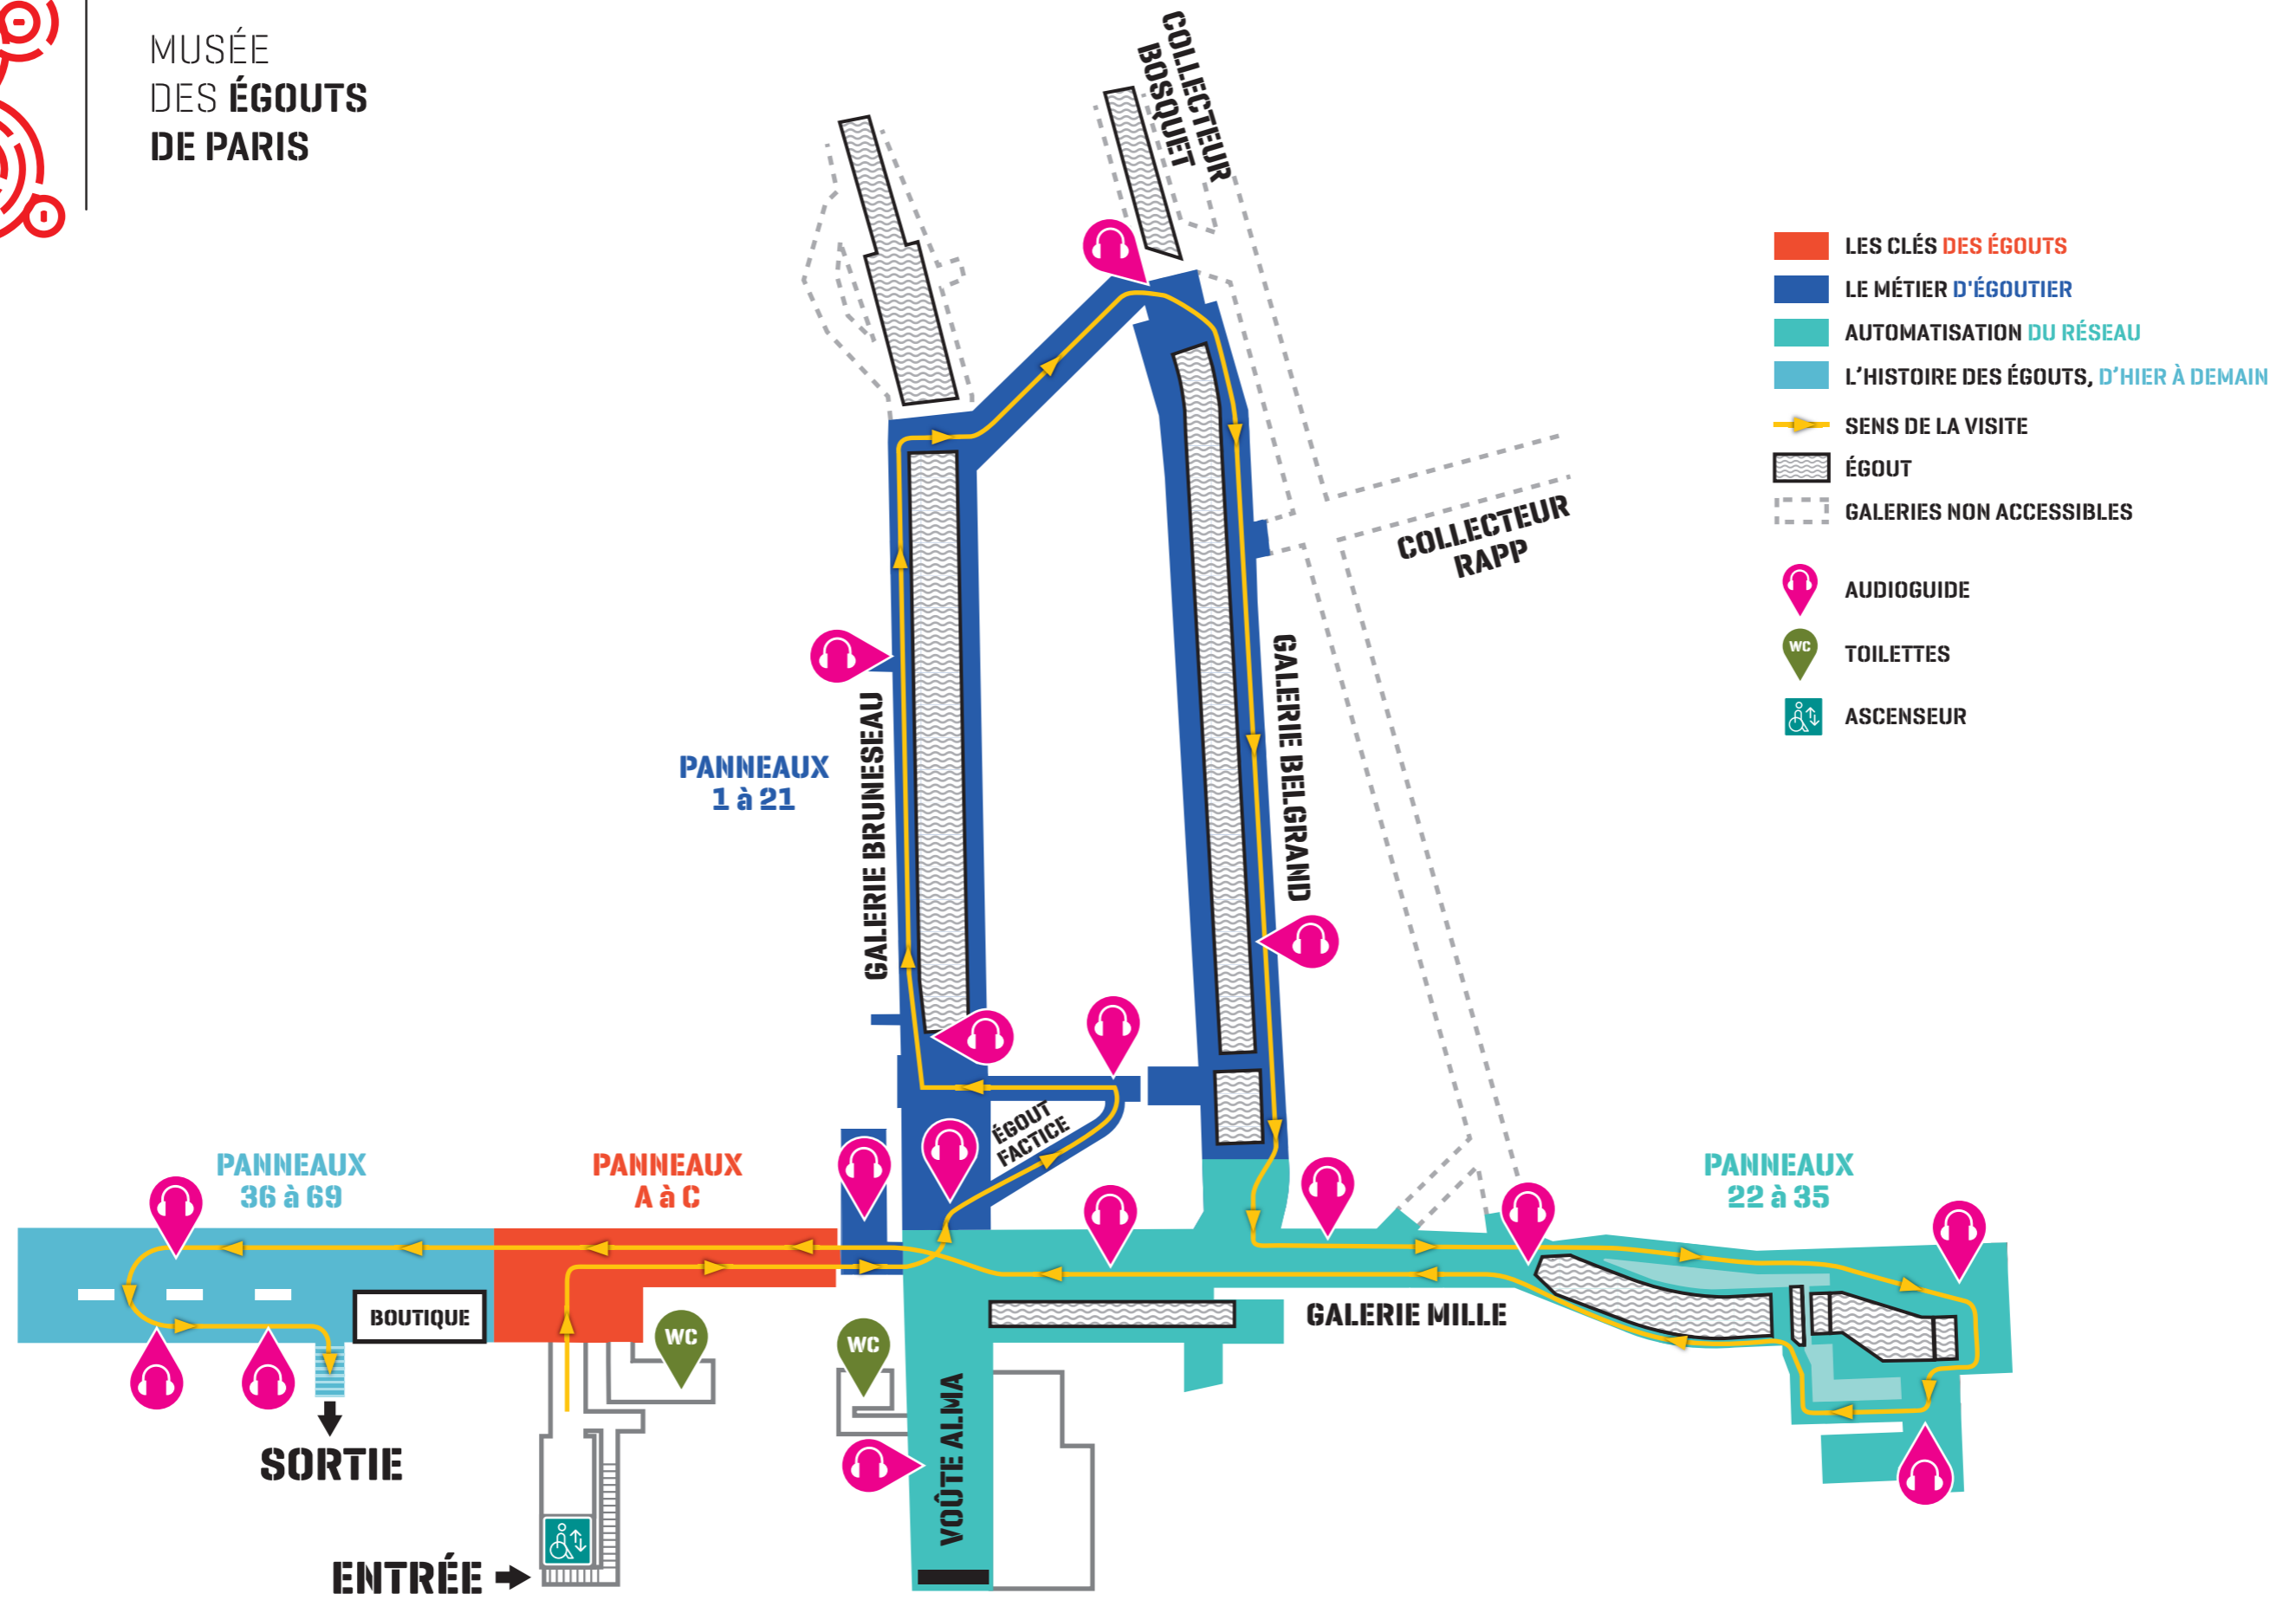 MUSÉE
DES ÉGOUTS
DE PARIS
COLLECTEUR
BOSQUET
LES CLÉS DES ÉGOUTS
LE MÉTIER D'ÉGOUTIER
AUTOMATISATION DU RÉSEAU
L'HISTOIRE DES ÉGOUTS, D'HIER À DEMAIN
SENS DE LA VISITE
ÉGOUT
GALERIES NON ACCESSIBLES
AUDIOGUIDE
WC
TOILETTES
ASCENSEUR
COLLECTEUR
RAPP
PANNEAUX
1 à 21
GALERIE BRUNESEAU
GALERIE BELGRAND
ÉGOUT
FACTICE
PANNEAUX
36 à 69
PANNEAUX
A à C
PANNEAUX
22 à 35
BOUTIQUE
WC
WC
GALERIE MILLE
VOÛTE ALMA
SORTIE
ENTRÉE